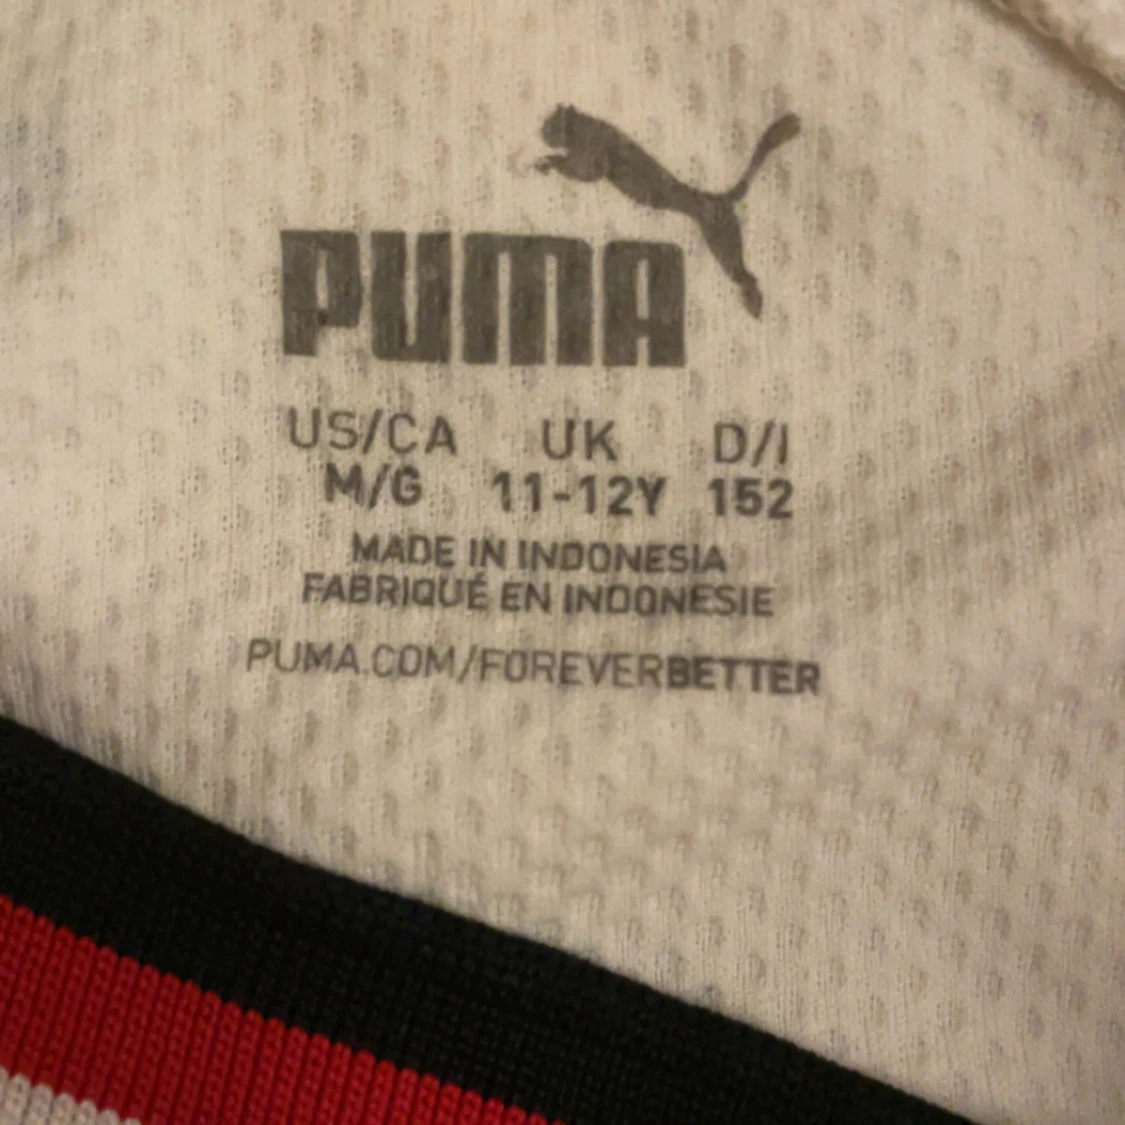 PUMA
US/CA UK D/I
M/G 11-12Y 152
MADE IN INDONESIA
FABRIQUÉ EN INDONESIE
PUMA.COM/FOREVERBETTER